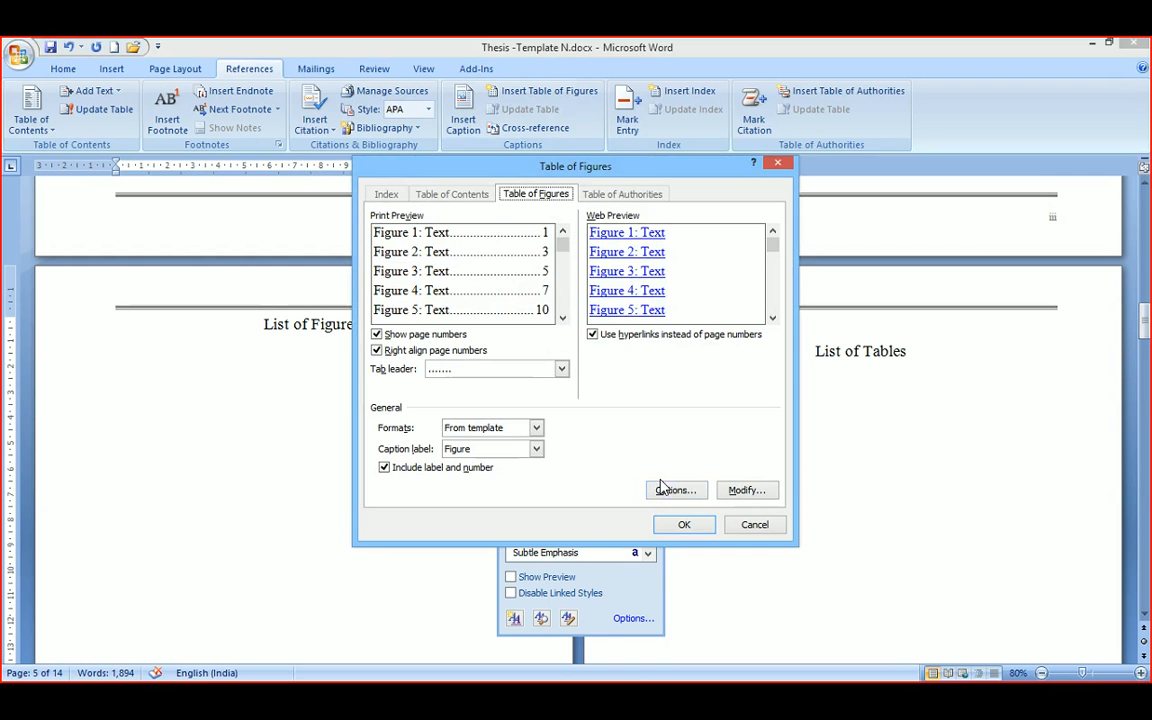 Thesis -Template N.docx - Microsoft Word
Home Insert Page Layout References Mailings Review View Add-Ins
Table of Contents
Add Text
Update Table
Table of Contents
AB1
Insert Footnote
Insert Endnote
Next Footnote
Show Notes
Footnotes
Insert Citation
Manage Sources
Style: APA
Bibliography
Citations & Bibliography
Insert Caption
Insert Table of Figures
Update Table
Cross-reference
Captions
Mark Entry
Insert Index
Update Index
Index
Mark Citation
Insert Table of Authorities
Update Table
Table of Authorities
iii
List of Figure
List of Tables
Table of Figures
Index Table of Contents Table of Figures Table of Authorities
Print Preview
Figure 1: Text.................... 1
Figure 2: Text.................... 3
Figure 3: Text.................... 5
Figure 4: Text.................... 7
Figure 5: Text.................... 10
Show page numbers
Right align page numbers
Tab leader: .......
Web Preview
Figure 1: Text
Figure 2: Text
Figure 3: Text
Figure 4: Text
Figure 5: Text
Use hyperlinks instead of page numbers
General
Formats: From template
Caption label: Figure
Include label and number
Options... Modify...
OK Cancel
Subtle Emphasis a
Show Preview
Disable Linked Styles
Options...
Page: 5 of 14 Words: 1,894 English (India) 80%